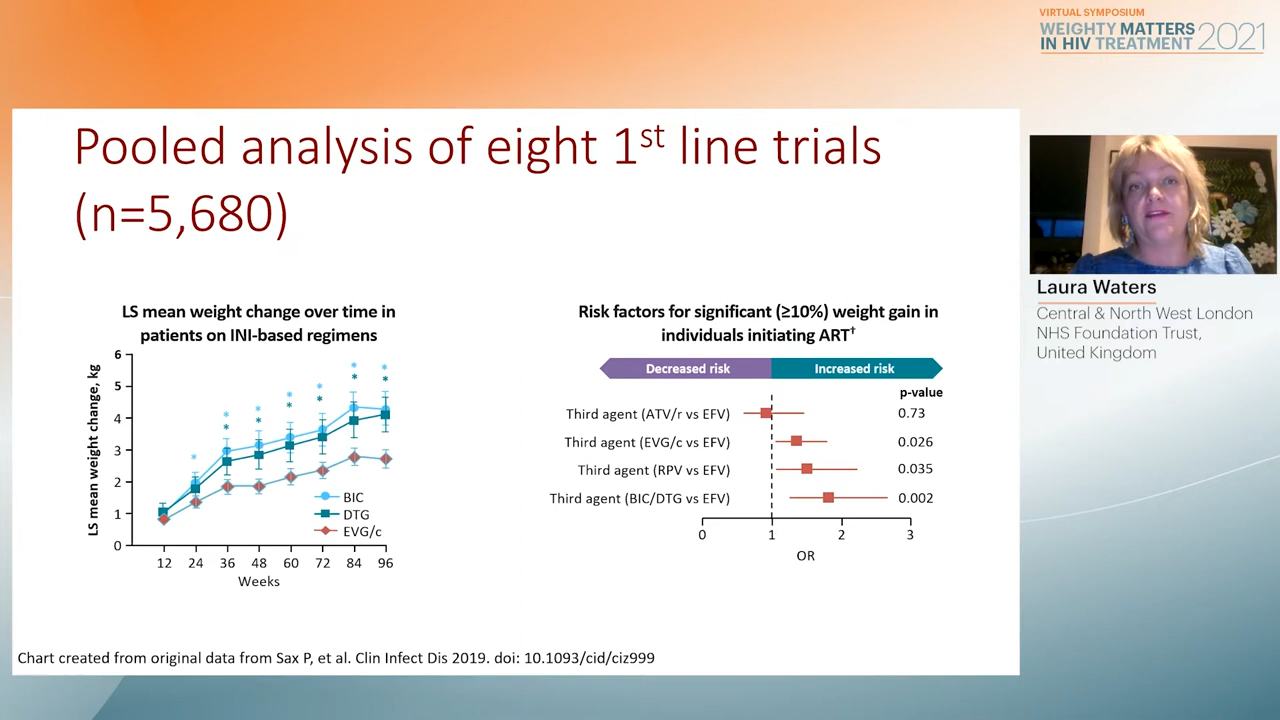 VIRTUAL SYMPOSIUM
WEIGHTY MATTERS
IN HIV TREATMENT 2021
Pooled analysis of eight 1st line trials
(n=5,680)
LS mean weight change over time in
patients on INI-based regimens
LS mean weight change, kg
6
5
4
3
2
1
0
* * * * * *
* * * * * * *
BIC
DTG
EVG/c
12 24 36 48 60 72 84 96
Weeks
Risk factors for significant (≥10%) weight gain in
individuals initiating ART†
Decreased risk Increased risk
p-value
Third agent (ATV/r vs EFV) 0.73
Third agent (EVG/c vs EFV) 0.026
Third agent (RPV vs EFV) 0.035
Third agent (BIC/DTG vs EFV) 0.002
0 1 2 3
OR
Chart created from original data from Sax P, et al. Clin Infect Dis 2019. doi: 10.1093/cid/ciz999
Laura Waters
Central & North West London
NHS Foundation Trust,
United Kingdom